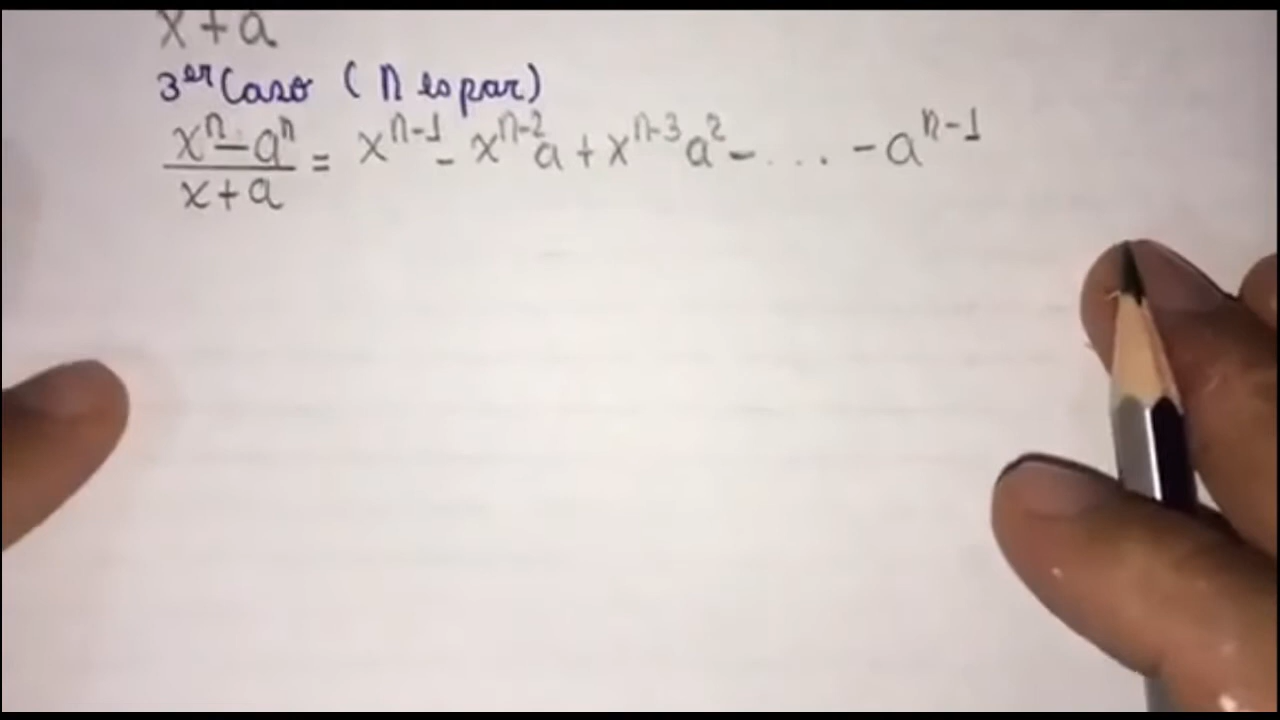 x+a
3er Caso (n es par)
xⁿ-aⁿ/x+a = xⁿ⁻¹ - xⁿ⁻²a + xⁿ⁻³a² - .... - aⁿ⁻¹